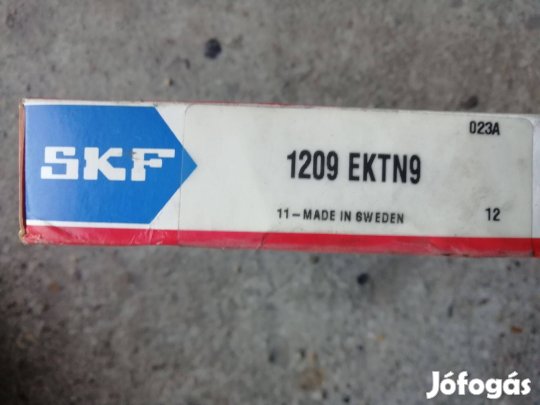 023A
SKF
1209 EKTN9
11-MADE IN SWEDEN
12
Jófogás